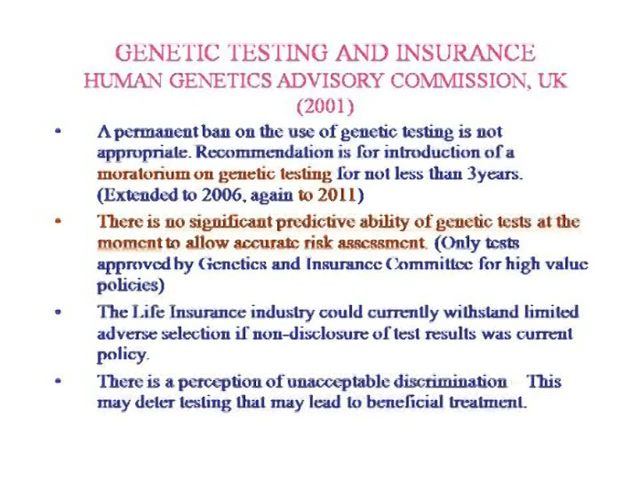 GENETIC TESTING AND INSURANCE
HUMAN GENETICS ADVISORY COMMISSION, UK
(2001)
• A permanent ban on the use of genetic testing is not
appropriate. Recommendation is for introduction of a
moratorium on genetic testing for not less than 3years.
(Extended to 2006, again to 2011)
• There is no significant predictive ability of genetic tests at the
moment to allow accurate risk assessment. (Only tests
approved by Genetics and Insurance Committee for high value
policies)
• The Life Insurance industry could currently withstand limited
adverse selection if non-disclosure of test results was current
policy.
• There is a perception of unacceptable discrimination This
may deter testing that may lead to beneficial treatment.